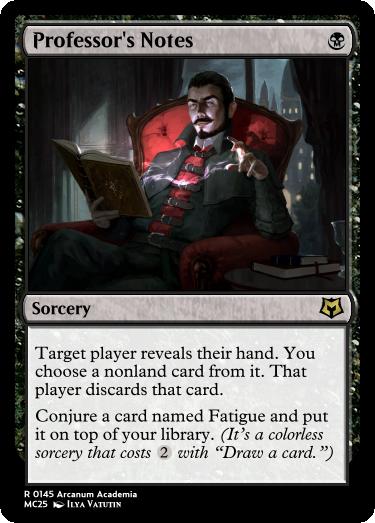 Professor's Notes
Sorcery
Target player reveals their hand. You
choose a nonland card from it. That
player discards that card.
Conjure a card named Fatigue and put
it on top of your library. (It's a colorless
sorcery that costs 2 with “Draw a card.”)
R 0145 Arcanum Academia
MC25 Ilya Vatutin